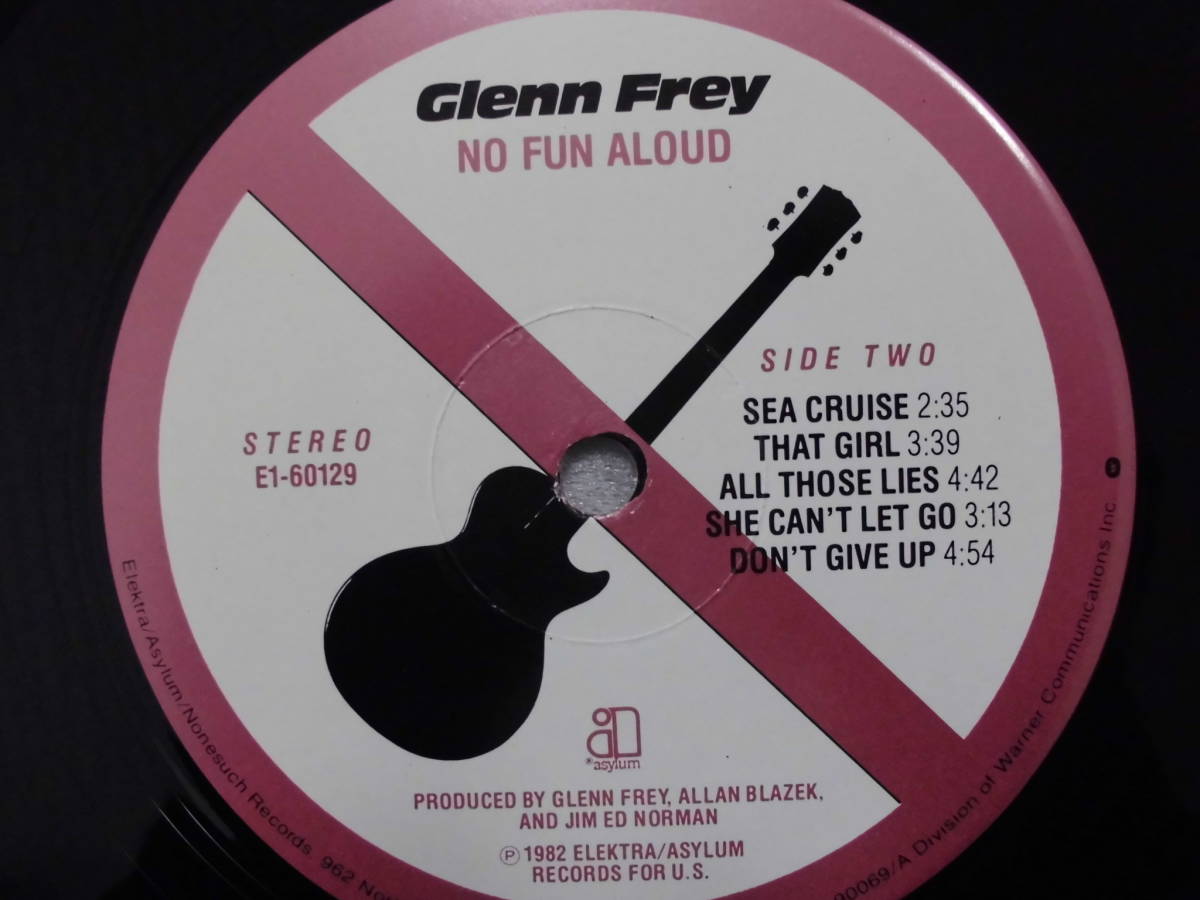 Glenn Frey
NO FUN ALOUD
SIDE TWO
SEA CRUISE 2:35
THAT GIRL 3:39
ALL THOSE LIES 4:42
SHE CAN'T LET GO 3:13
DON'T GIVE UP 4:54
STEREO
E1-60129
asylum
PRODUCED BY GLENN FREY, ALLAN BLAZEK,
AND JIM ED NORMAN
Ⓟ 1982 ELEKTRA/ASYLUM
RECORDS FOR U.S.
Elektra/Asylum/Nonesuch Records 962
/A Division of Warner Communications Inc